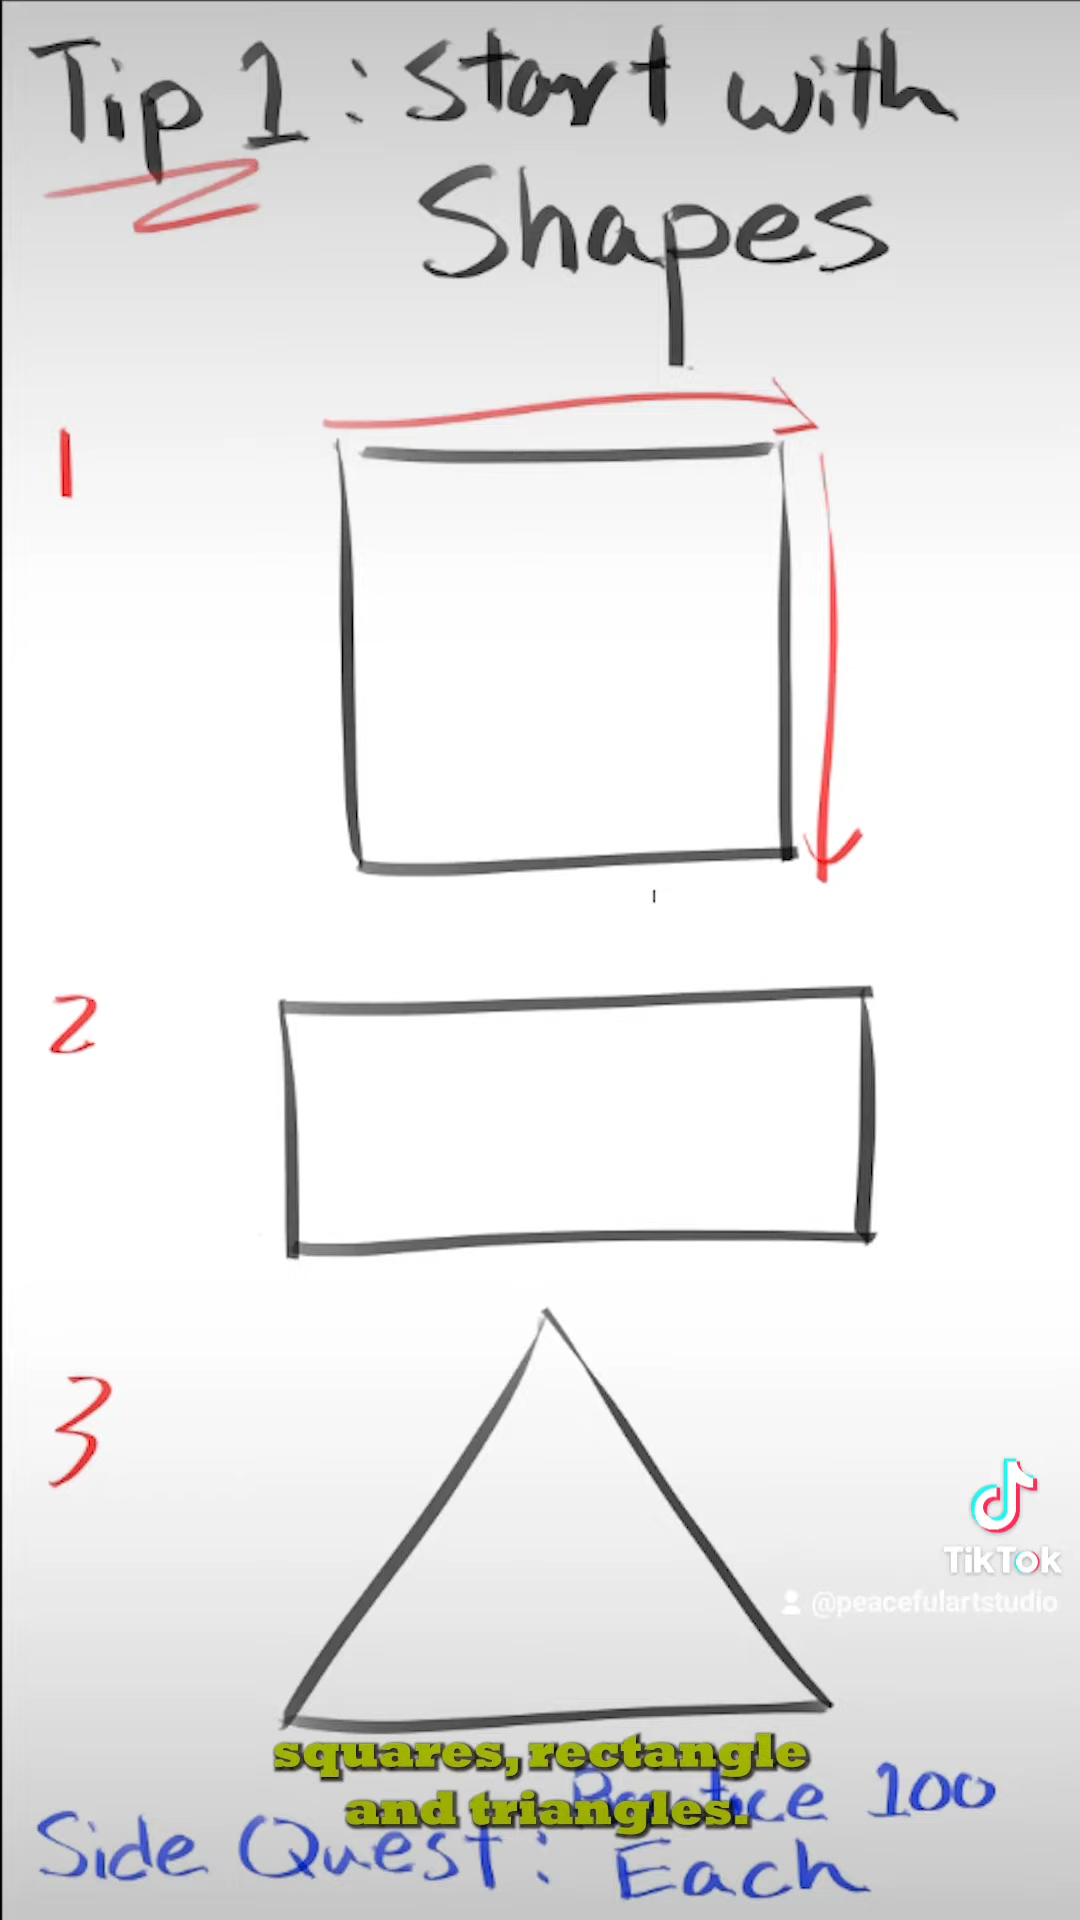 Tip 1: Start with
Shapes
1
2
3
TikTok
@peacefulartstudio
squares, rectangle
and triangles.
Side Quest: Practice 100
Each